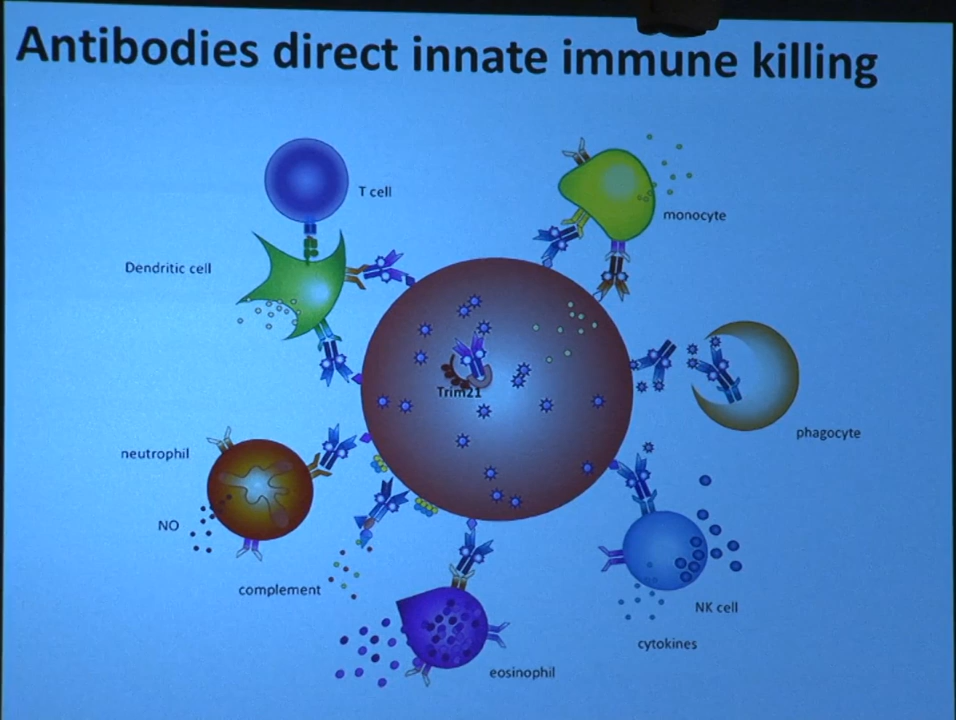 Antibodies direct innate immune killing
T cell
monocyte
Dendritic cell
Trim21
phagocyte
neutrophil
NO
complement
NK cell
cytokines
eosinophil